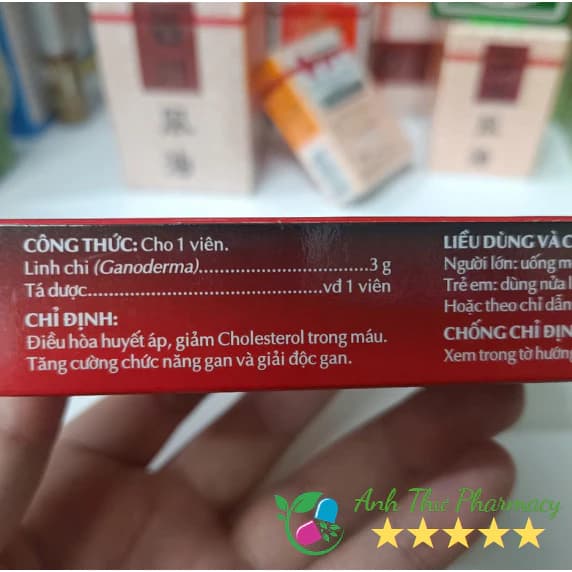 CÔNG THỨC: Cho 1 viên.
Linh chi (Ganoderma)..............................3 g
Tá dược..........................................vđ 1 viên
CHỈ ĐỊNH:
Điều hòa huyết áp, giảm Cholesterol trong máu.
Tăng cường chức năng gan và giải độc gan.
LIỀU DÙNG VÀ C
Người lớn: uống m
Trẻ em: dùng nửa l
Hoặc theo chỉ dẫn
CHỐNG CHỈ ĐỊN
Xem trong tờ hướng
Anh Thư Pharmacy